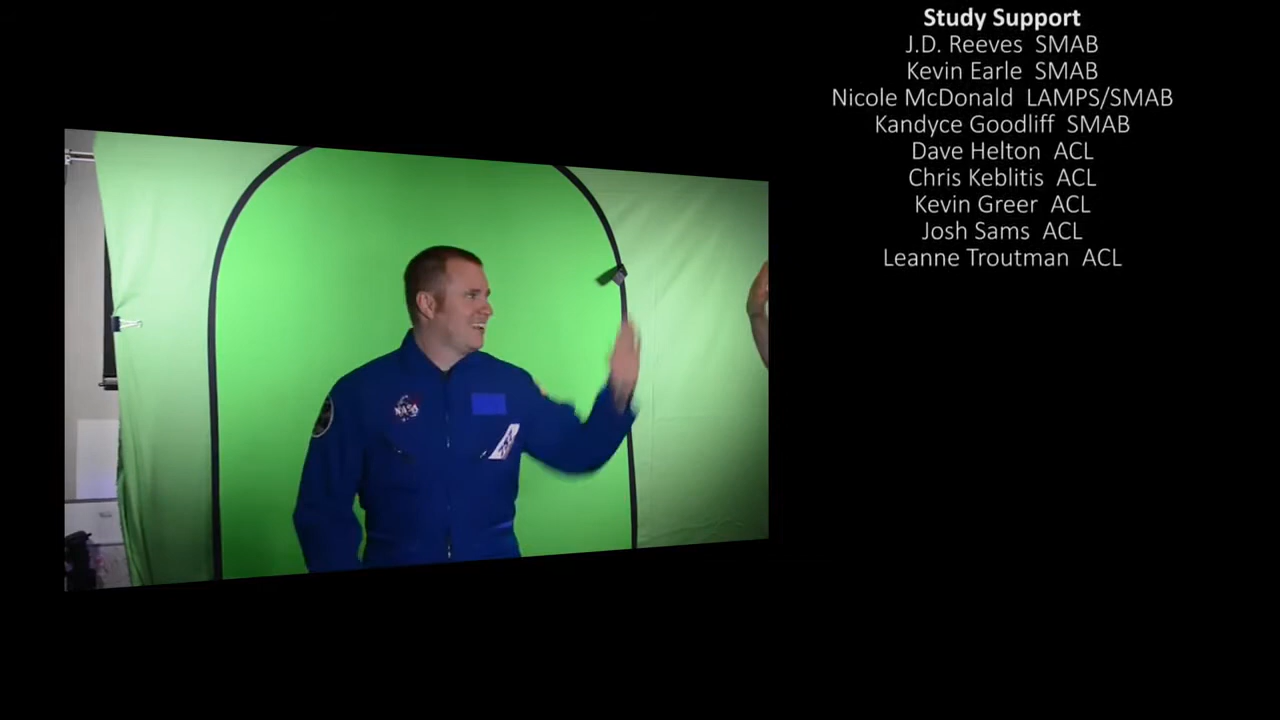 Study Support
J.D. Reeves  SMAB
Kevin Earle  SMAB
Nicole McDonald  LAMPS/SMAB
Kandyce Goodliff  SMAB
Dave Helton  ACL
Chris Keblitis  ACL
Kevin Greer  ACL
Josh Sams  ACL
Leanne Troutman  ACL
NASA